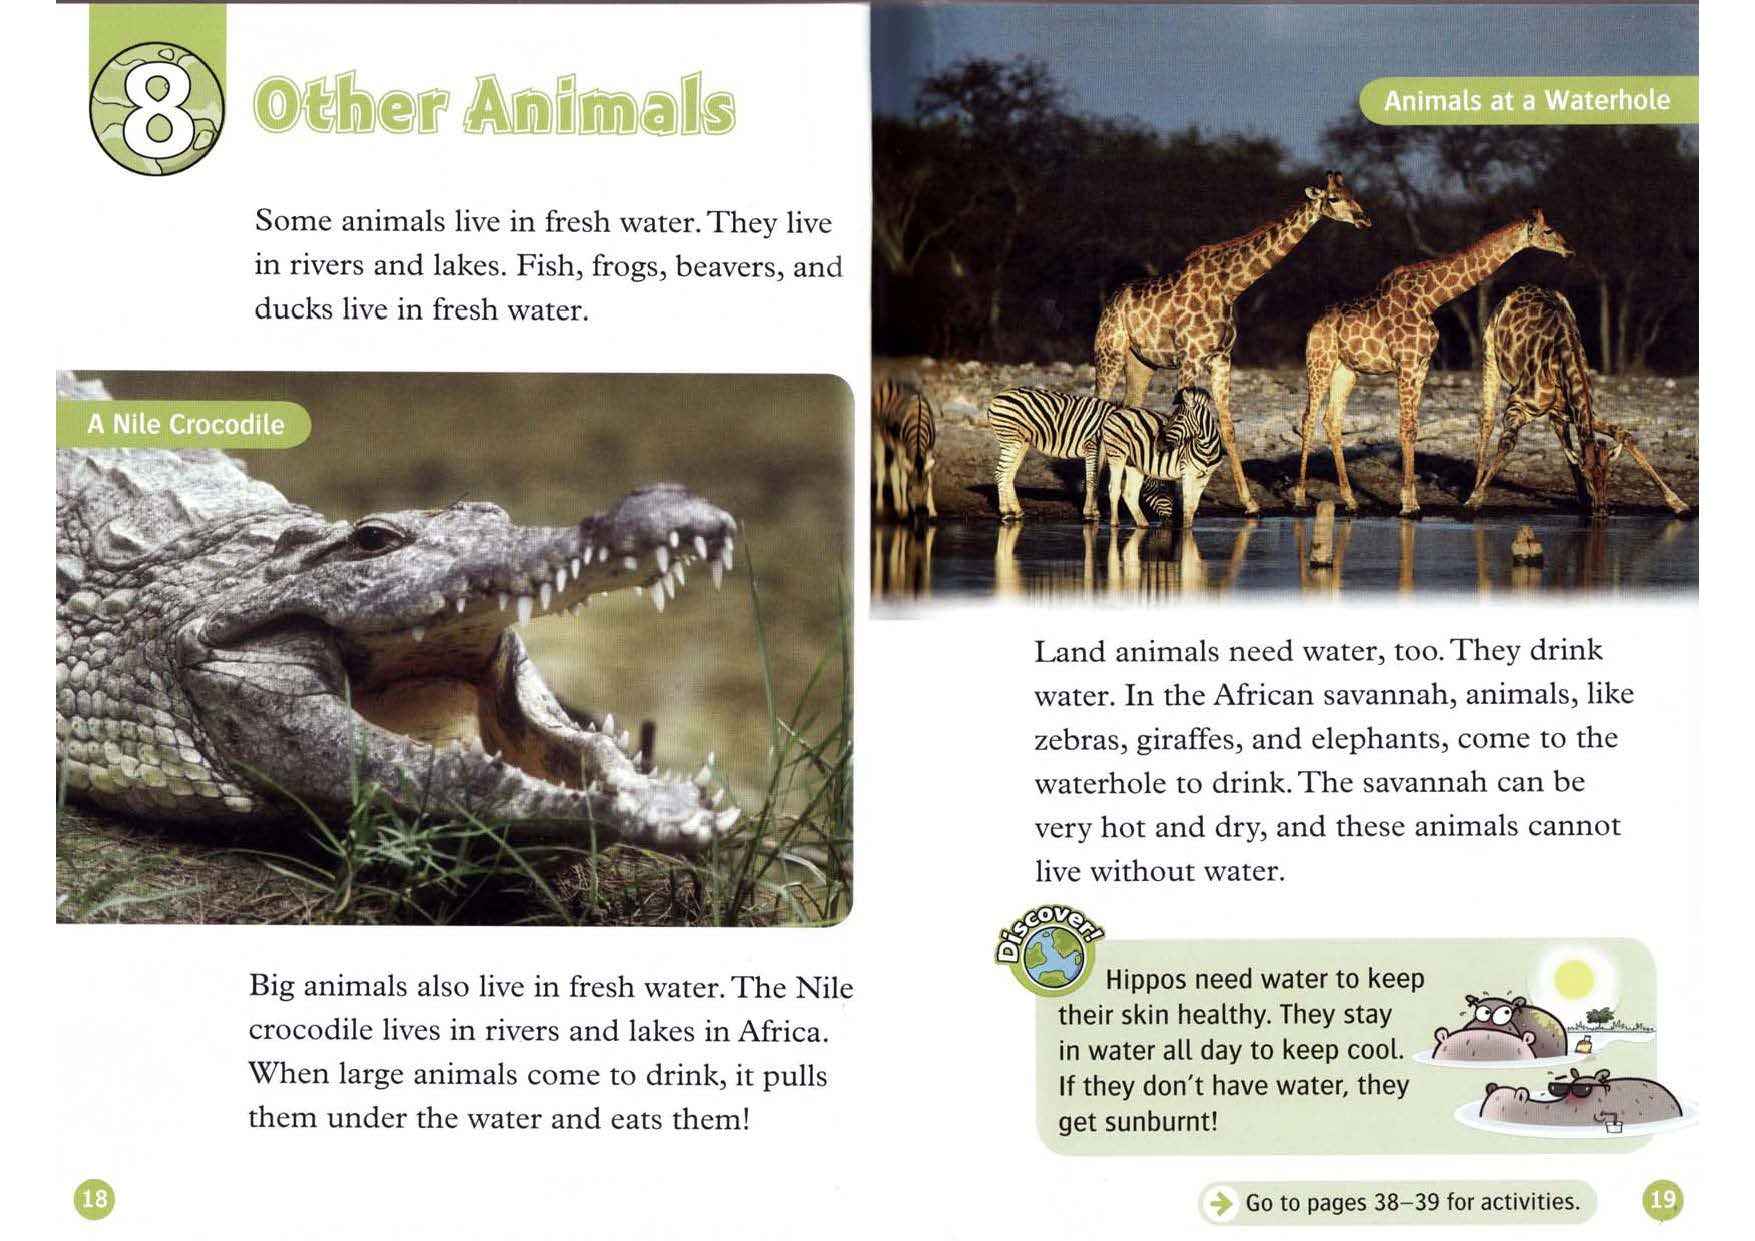 8
Other Animals
Some animals live in fresh water. They live
in rivers and lakes. Fish, frogs, beavers, and
ducks live in fresh water.
A Nile Crocodile
Big animals also live in fresh water. The Nile
crocodile lives in rivers and lakes in Africa.
When large animals come to drink, it pulls
them under the water and eats them!
18
Animals at a Waterhole
Land animals need water, too. They drink
water. In the African savannah, animals, like
zebras, giraffes, and elephants, come to the
waterhole to drink. The savannah can be
very hot and dry, and these animals cannot
live without water.
Discover!
Hippos need water to keep
their skin healthy. They stay
in water all day to keep cool.
If they don't have water, they
get sunburnt!
Go to pages 38–39 for activities.
19